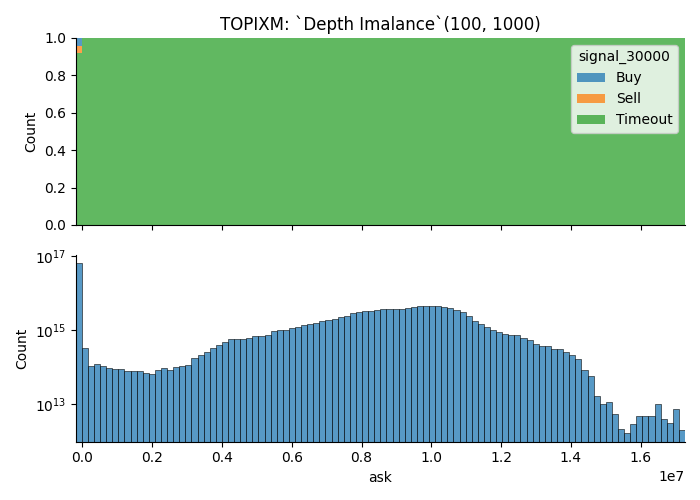 TOPIXM: `Depth Imalance`(100, 1000)
Count
1.0
0.8
0.6
0.4
0.2
0.0
signal_30000
Buy
Sell
Timeout
Count
10^17
10^15
10^13
0.0 0.2 0.4 0.6 0.8 1.0 1.2 1.4 1.6
1e7
ask